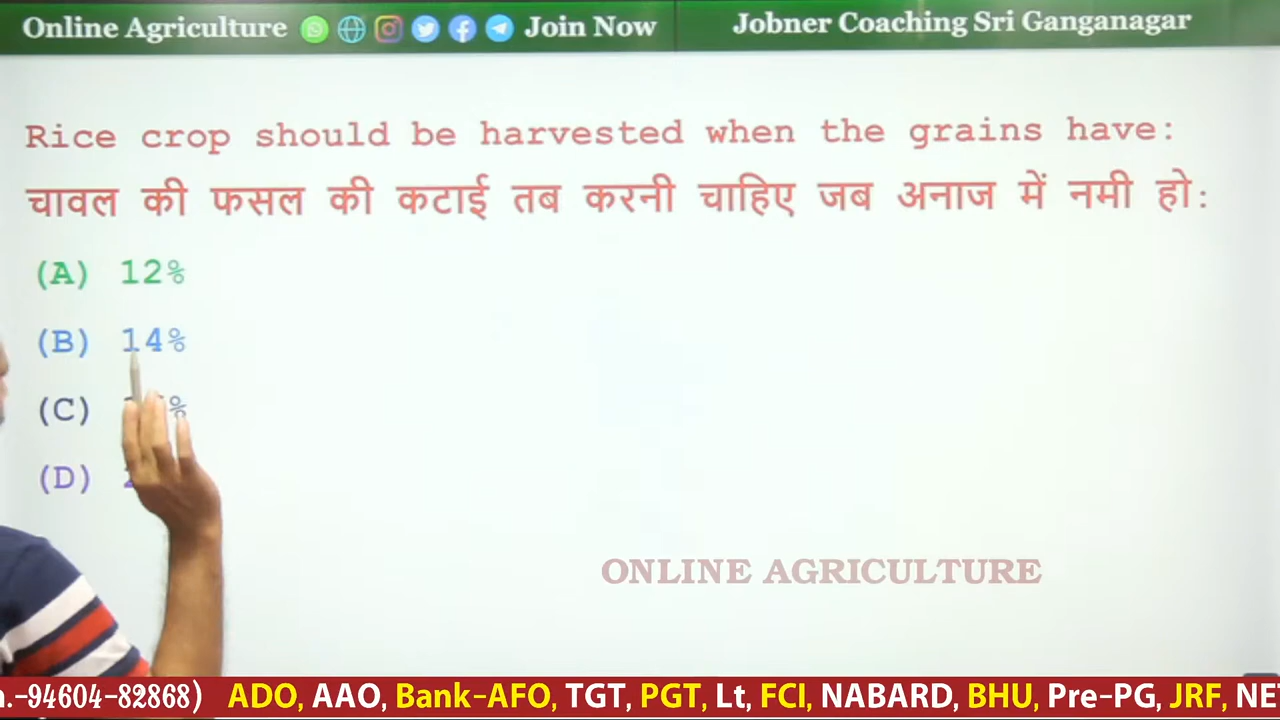 Online Agriculture Join Now
Jobner Coaching Sri Ganganagar
Rice crop should be harvested when the grains have:
चावल की फसल की कटाई तब करनी चाहिए जब अनाज में नमी हो:
(A) 12%
(B) 14%
(C)
(D)
ONLINE AGRICULTURE
-94604-82868) ADO, AAO, Bank-AFO, TGT, PGT, Lt, FCI, NABARD, BHU, Pre-PG, JRF,